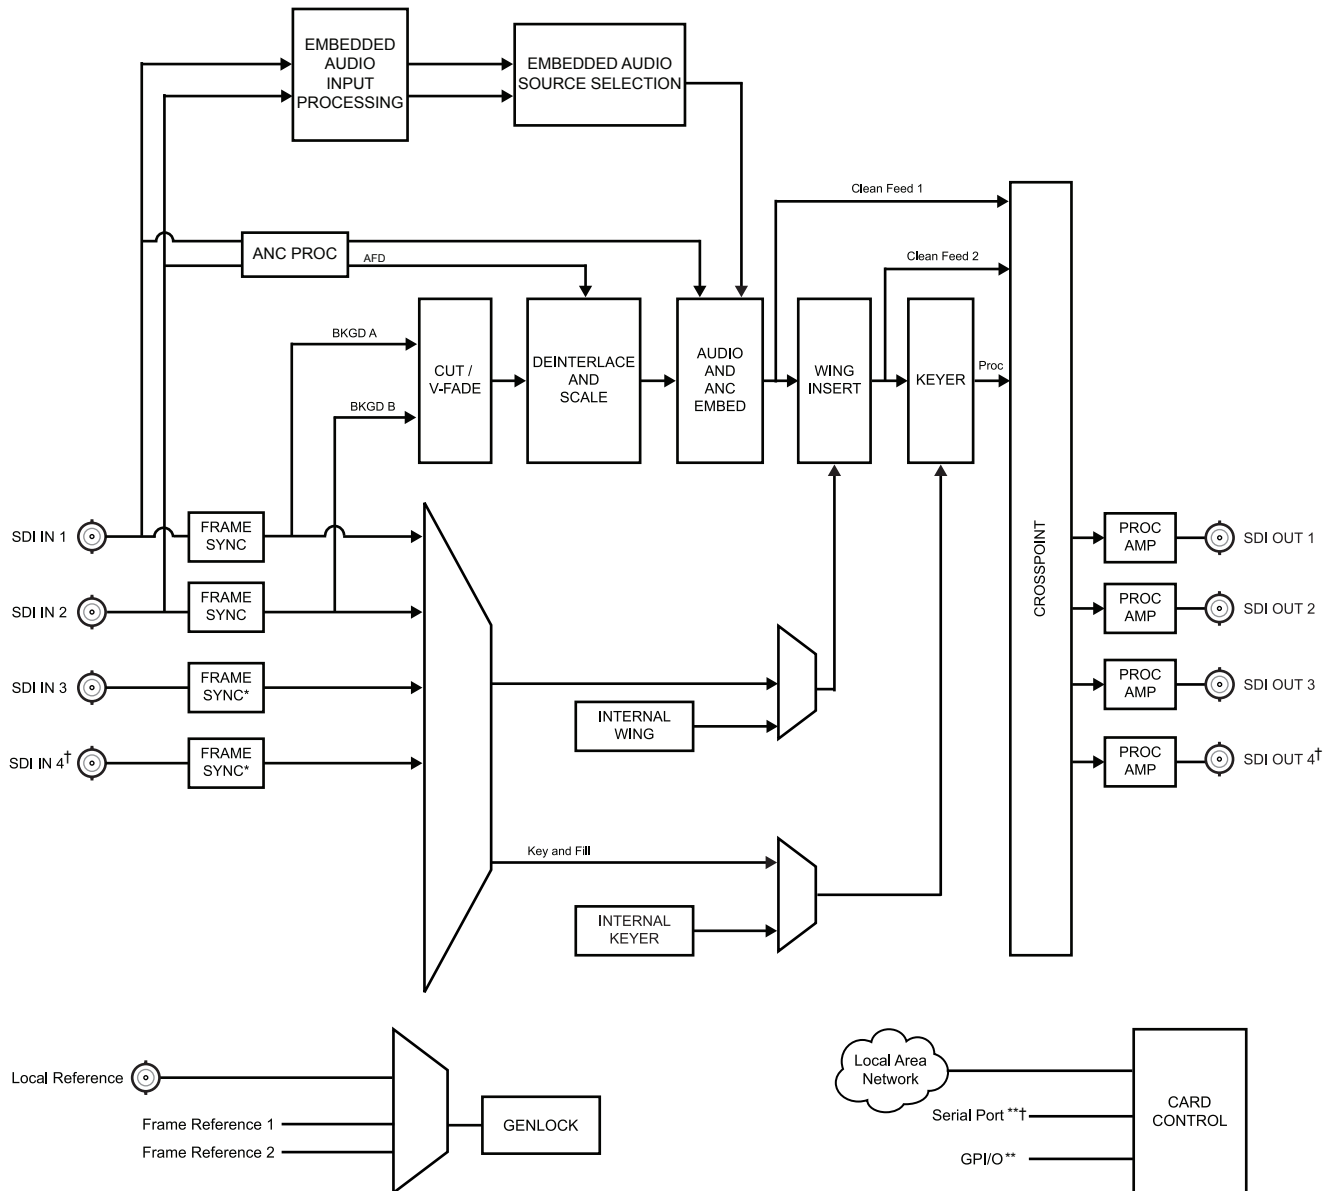 EMBEDDED
AUDIO
INPUT
PROCESSING
EMBEDDED AUDIO
SOURCE SELECTION
Clean Feed 1
ANC PROC
AFD
Clean Feed 2
BKGD A
BKGD B
CUT /
V-FADE
DEINTERLACE
AND
SCALE
AUDIO
AND
ANC
EMBED
WING
INSERT
KEYER
Proc
CROSSPOINT
SDI IN 1
FRAME
SYNC
SDI IN 2
FRAME
SYNC
SDI IN 3
FRAME
SYNC*
SDI IN 4†
FRAME
SYNC*
INTERNAL
WING
Key and Fill
INTERNAL
KEYER
PROC
AMP
SDI OUT 1
PROC
AMP
SDI OUT 2
PROC
AMP
SDI OUT 3
PROC
AMP
SDI OUT 4†
Local Reference
Frame Reference 1
Frame Reference 2
GENLOCK
Local Area
Network
Serial Port **†
GPI/O **
CARD
CONTROL